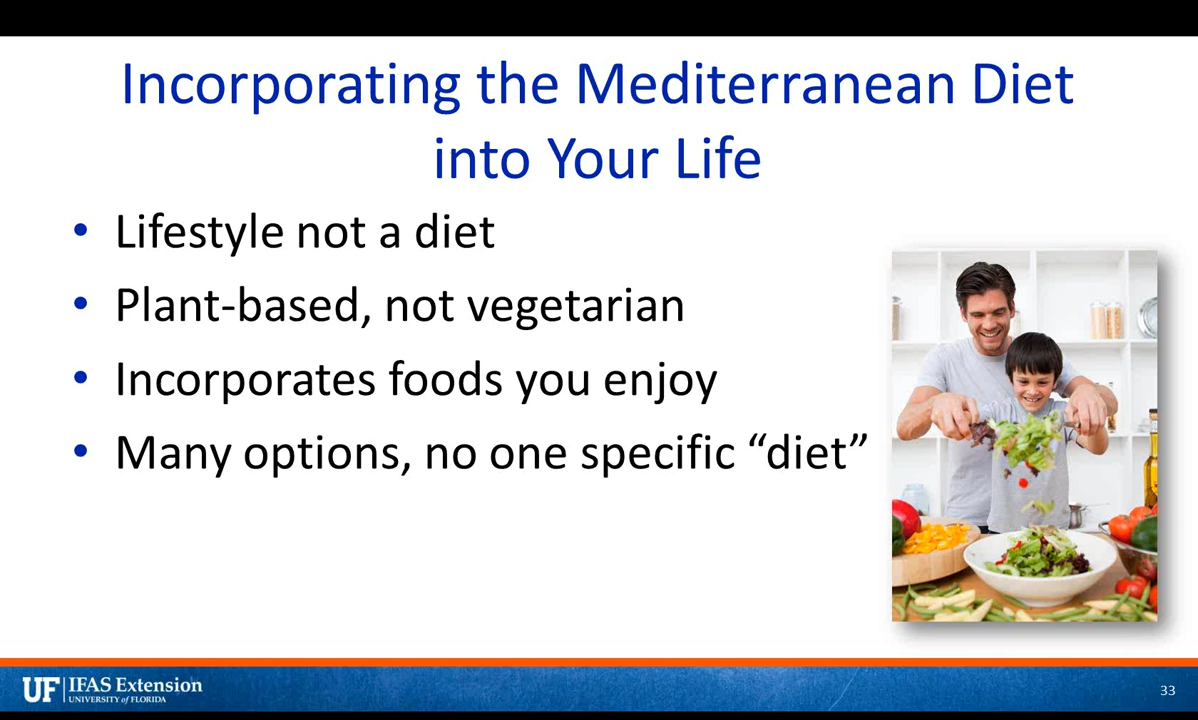 Incorporating the Mediterranean Diet
into Your Life
• Lifestyle not a diet
• Plant-based, not vegetarian
• Incorporates foods you enjoy
• Many options, no one specific “diet”
UF IFAS Extension
UNIVERSITY of FLORIDA
33